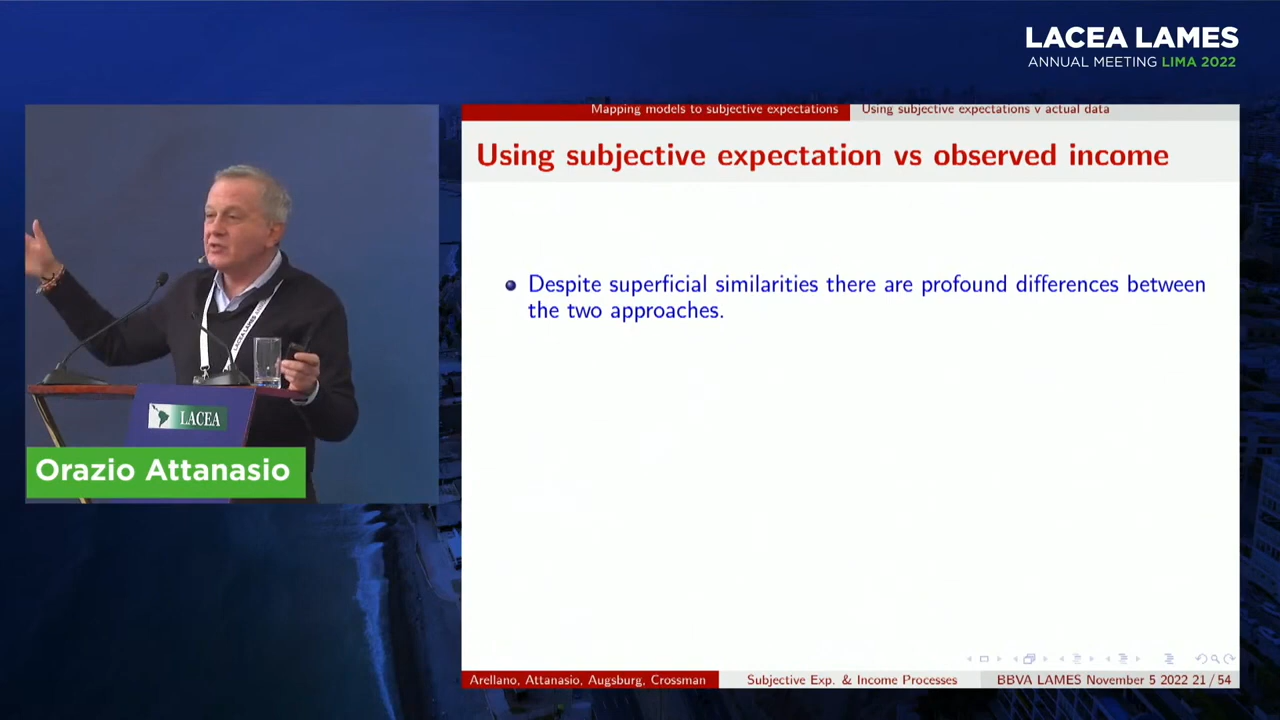 LACEA LAMES
ANNUAL MEETING LIMA 2022
Mapping models to subjective expectations
Using subjective expectations v actual data
Using subjective expectation vs observed income
Despite superficial similarities there are profound differences between
the two approaches.
LACEA LAMES
LACEA
Orazio Attanasio
Arellano, Attanasio, Augsburg, Crossman
Subjective Exp. & Income Processes
BBVA LAMES November 5 2022 21 / 54